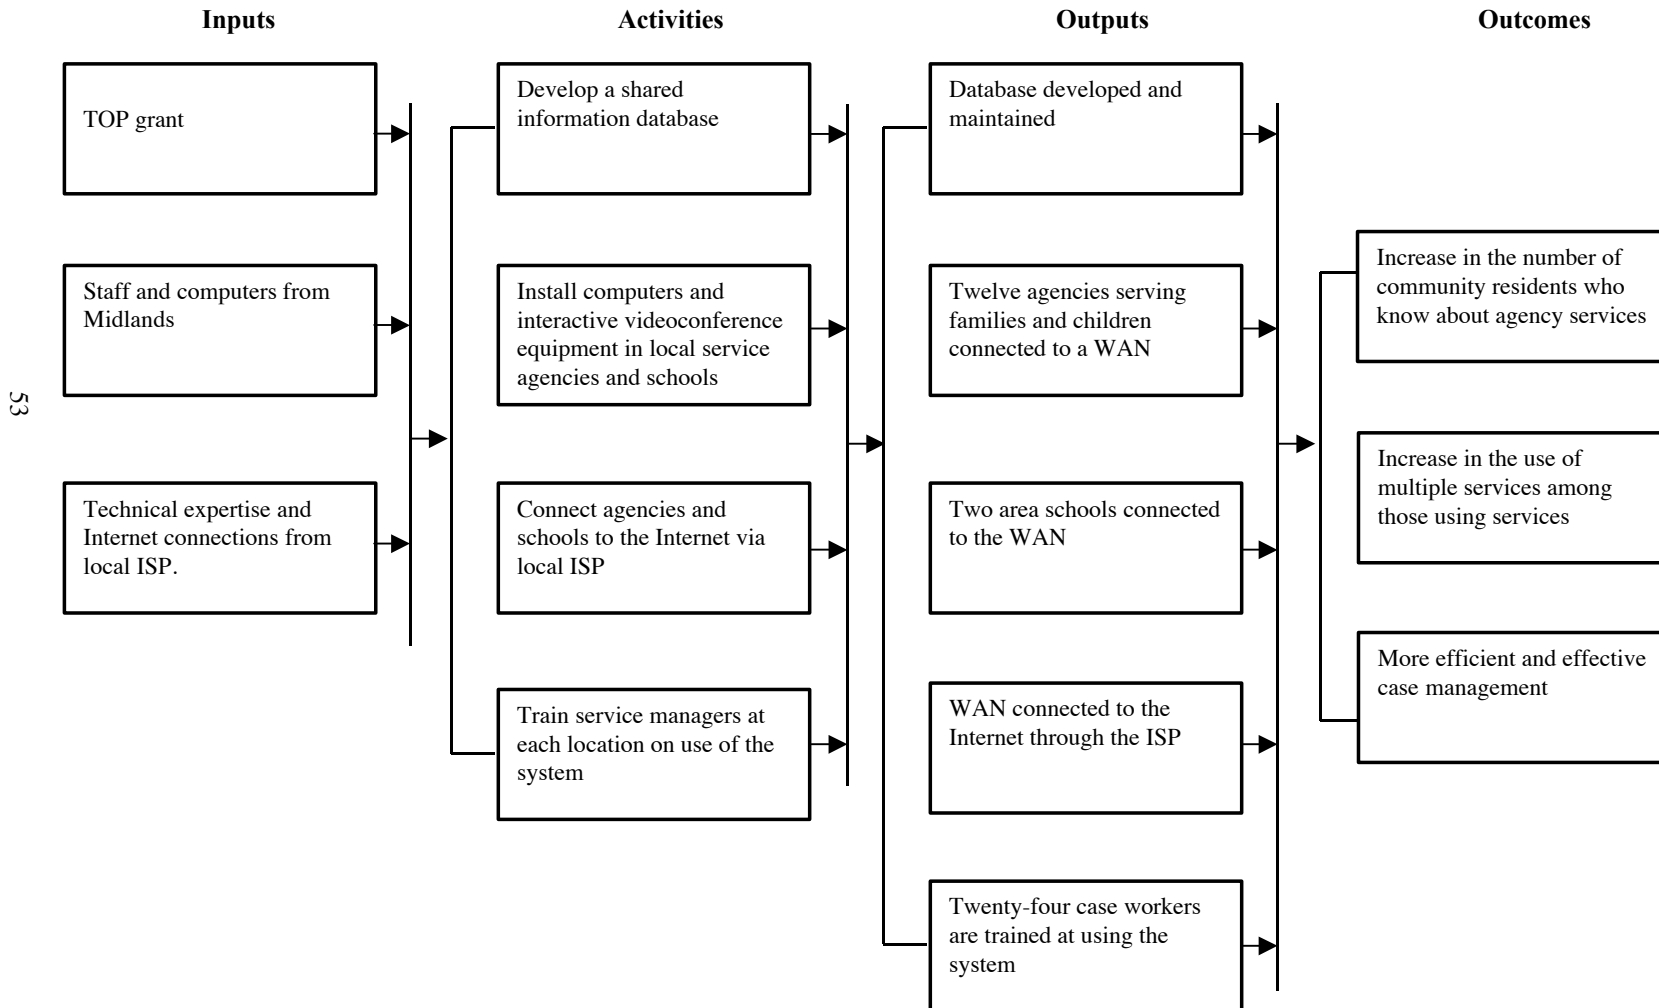 Inputs
Activities
Outputs
Outcomes
TOP grant
Staff and computers from
Midlands
Technical expertise and
Internet connections from
local ISP.
Develop a shared
information database
Install computers and
interactive videoconference
equipment in local service
agencies and schools
Connect agencies and
schools to the Internet via
local ISP
Train service managers at
each location on use of the
system
Database developed and
maintained
Twelve agencies serving
families and children
connected to a WAN
Two area schools connected
to the WAN
WAN connected to the
Internet through the ISP
Twenty-four case workers
are trained at using the
system
Increase in the number of
community residents who
know about agency services
Increase in the use of
multiple services among
those using services
More efficient and effective
case management
53